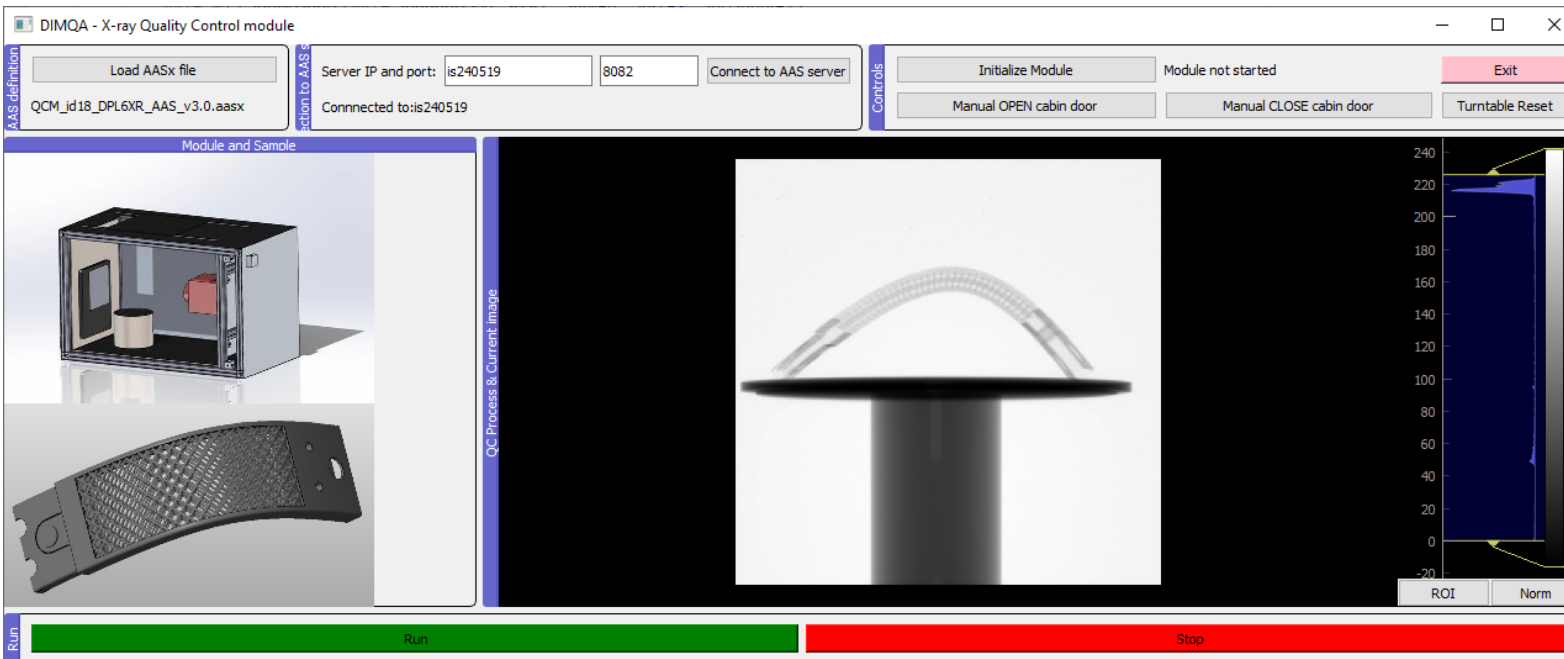 DIMQA - X-ray Quality Control module
AAS definition
Load AASx file
QCM_id18_DPL6XR_AAS_v3.0.aasx
ection to AAS s
Server IP and port:
is240519
8082
Connect to AAS server
Connnected to:is240519
Controls
Initialize Module
Module not started
Exit
Manual OPEN cabin door
Manual CLOSE cabin door
Turntable Reset
Module and Sample
QC Process & Current image
240
220
200
180
160
140
120
100
80
60
40
20
0
-20
ROI
Norm
Run
Run
Stop